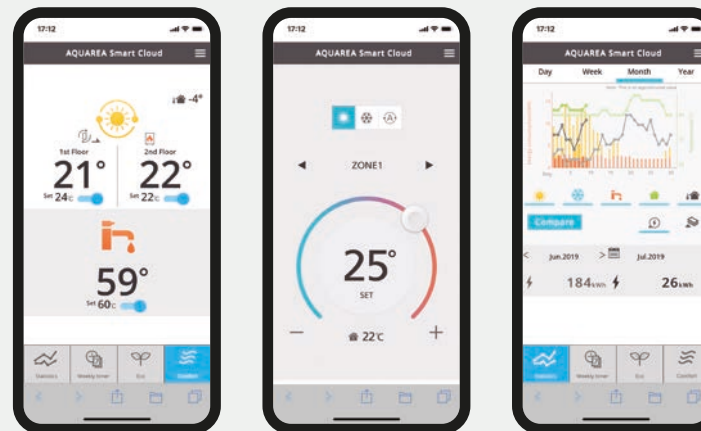 17:12
AQUAREA Smart Cloud
-4°
1st Floor
2nd Floor
21°
22°
Set 24c
Set 22c
59°
Set 60c
Statistics
Weekly timer
Eco
Comfort
17:12
AQUAREA Smart Cloud
A
ZONE1
25°
SET
22°C
17:12
AQUAREA Smart Cloud
Day Week Month Year
Compare
< Jun.2019 > Jul.2019
184kWh 26kWh
Statistics
Weekly timer
Eco
Comfort